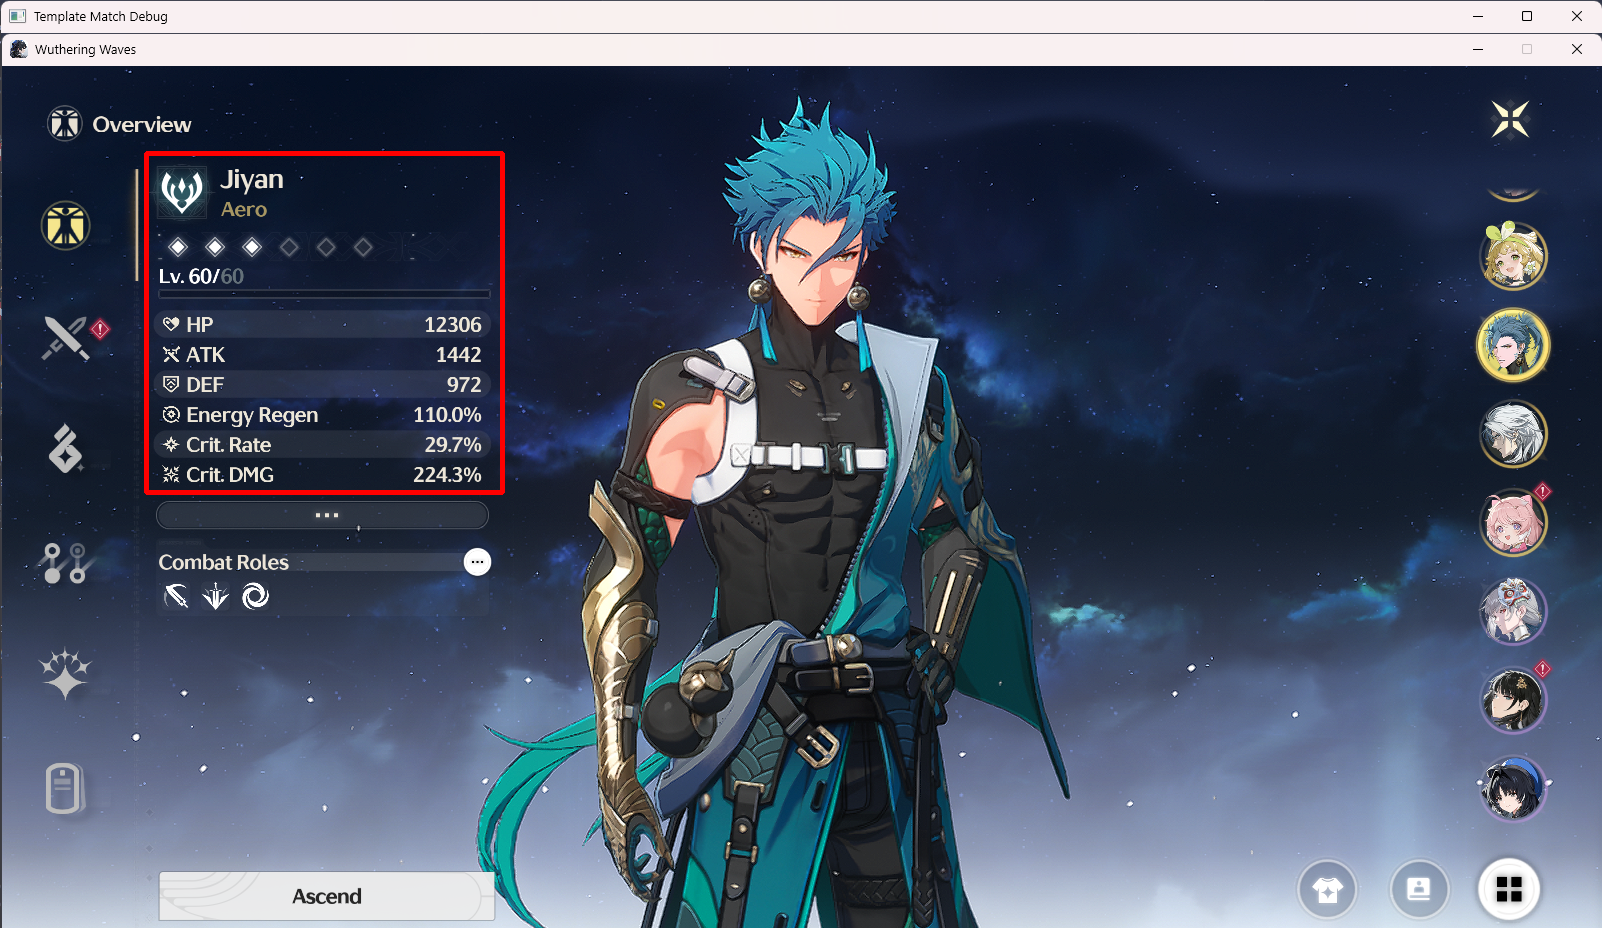 Template Match Debug
Wuthering Waves
Overview
Jiyan
Aero
Lv. 60/60
HP 12306
ATK 1442
DEF 972
Energy Regen 110.0%
Crit. Rate 29.7%
Crit. DMG 224.3%
Combat Roles
Ascend